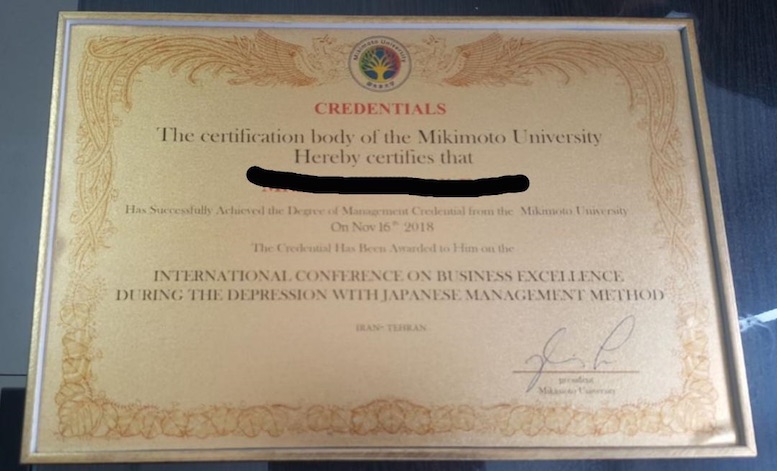 Mikimoto University
CREDENTIALS
The certification body of the Mikimoto University
Hereby certifies that
Has Successfully Achieved the Degree of Management Credential from the Mikimoto University
On Nov 16th 2018
The Credential Has Been Awarded to Him on the
INTERNATIONAL CONFERENCE ON BUSINESS EXCELLENCE
DURING THE DEPRESSION WITH JAPANESE MANAGEMENT METHOD
IRAN- TEHRAN
president
Mikimoto University